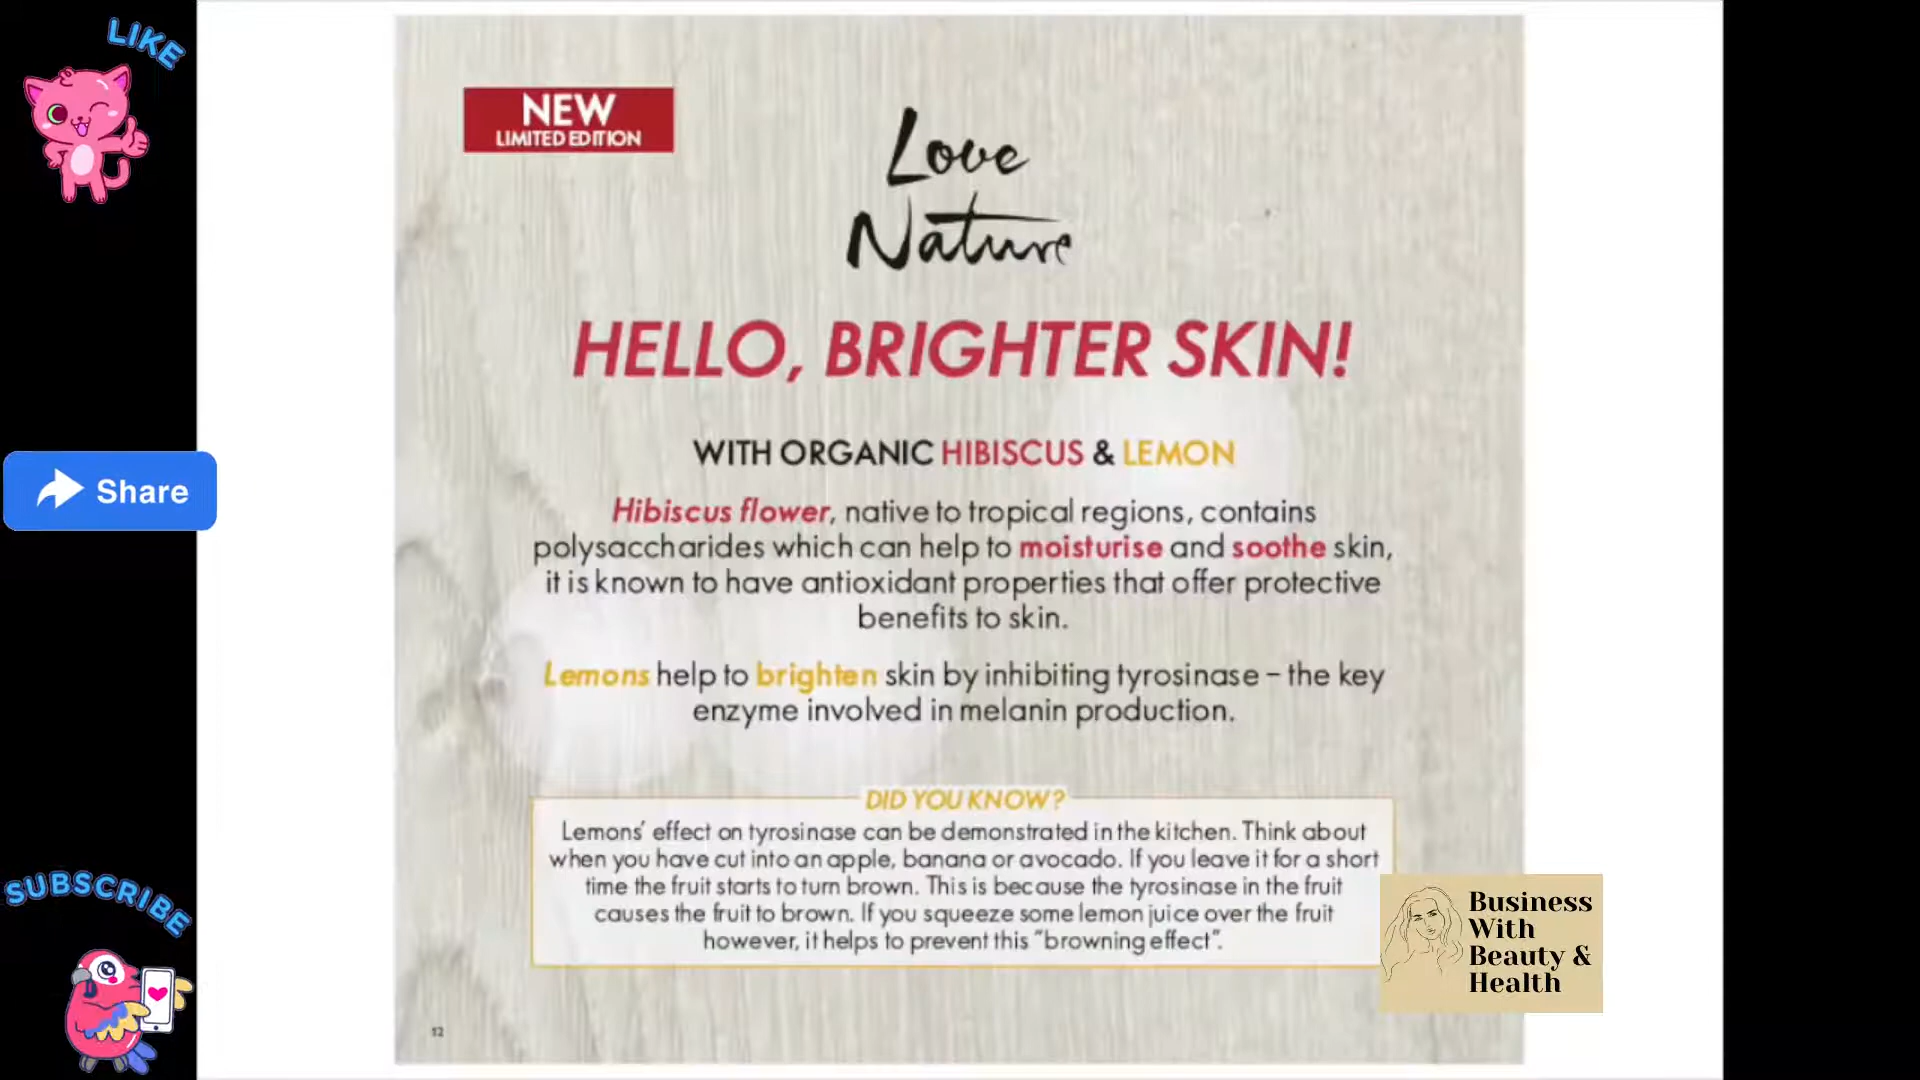 LIKE
NEW
LIMITED EDITION
Love
Nature
HELLO, BRIGHTER SKIN!
WITH ORGANIC HIBISCUS & LEMON
Hibiscus flower, native to tropical regions, contains
polysaccharides which can help to moisturise and soothe skin,
it is known to have antioxidant properties that offer protective
benefits to skin.
Lemons help to brighten skin by inhibiting tyrosinase – the key
enzyme involved in melanin production.
Share
DID YOU KNOW?
Lemons' effect on tyrosinase can be demonstrated in the kitchen. Think about
when you have cut into an apple, banana or avocado. If you leave it for a short
time the fruit starts to turn brown. This is because the tyrosinase in the fruit
causes the fruit to brown. If you squeeze some lemon juice over the fruit
however, it helps to prevent this "browning effect".
SUBSCRIBE
Business
With
Beauty &
Health
12